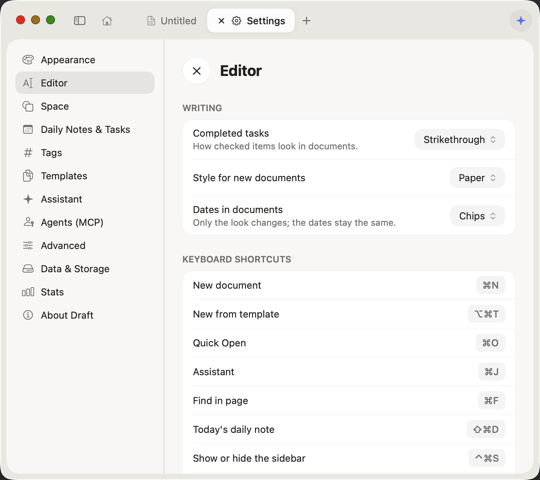 Untitled
Settings
Appearance
Editor
Space
Daily Notes & Tasks
Tags
Templates
Assistant
Agents (MCP)
Advanced
Data & Storage
Stats
About Draft
Editor
WRITING
Completed tasks
How checked items look in documents.
Strikethrough
Style for new documents
Paper
Dates in documents
Only the look changes; the dates stay the same.
Chips
KEYBOARD SHORTCUTS
New document ⌘N
New from template ⌥⌘T
Quick Open ⌘O
Assistant ⌘J
Find in page ⌘F
Today's daily note ⇧⌘D
Show or hide the sidebar ^⌘S